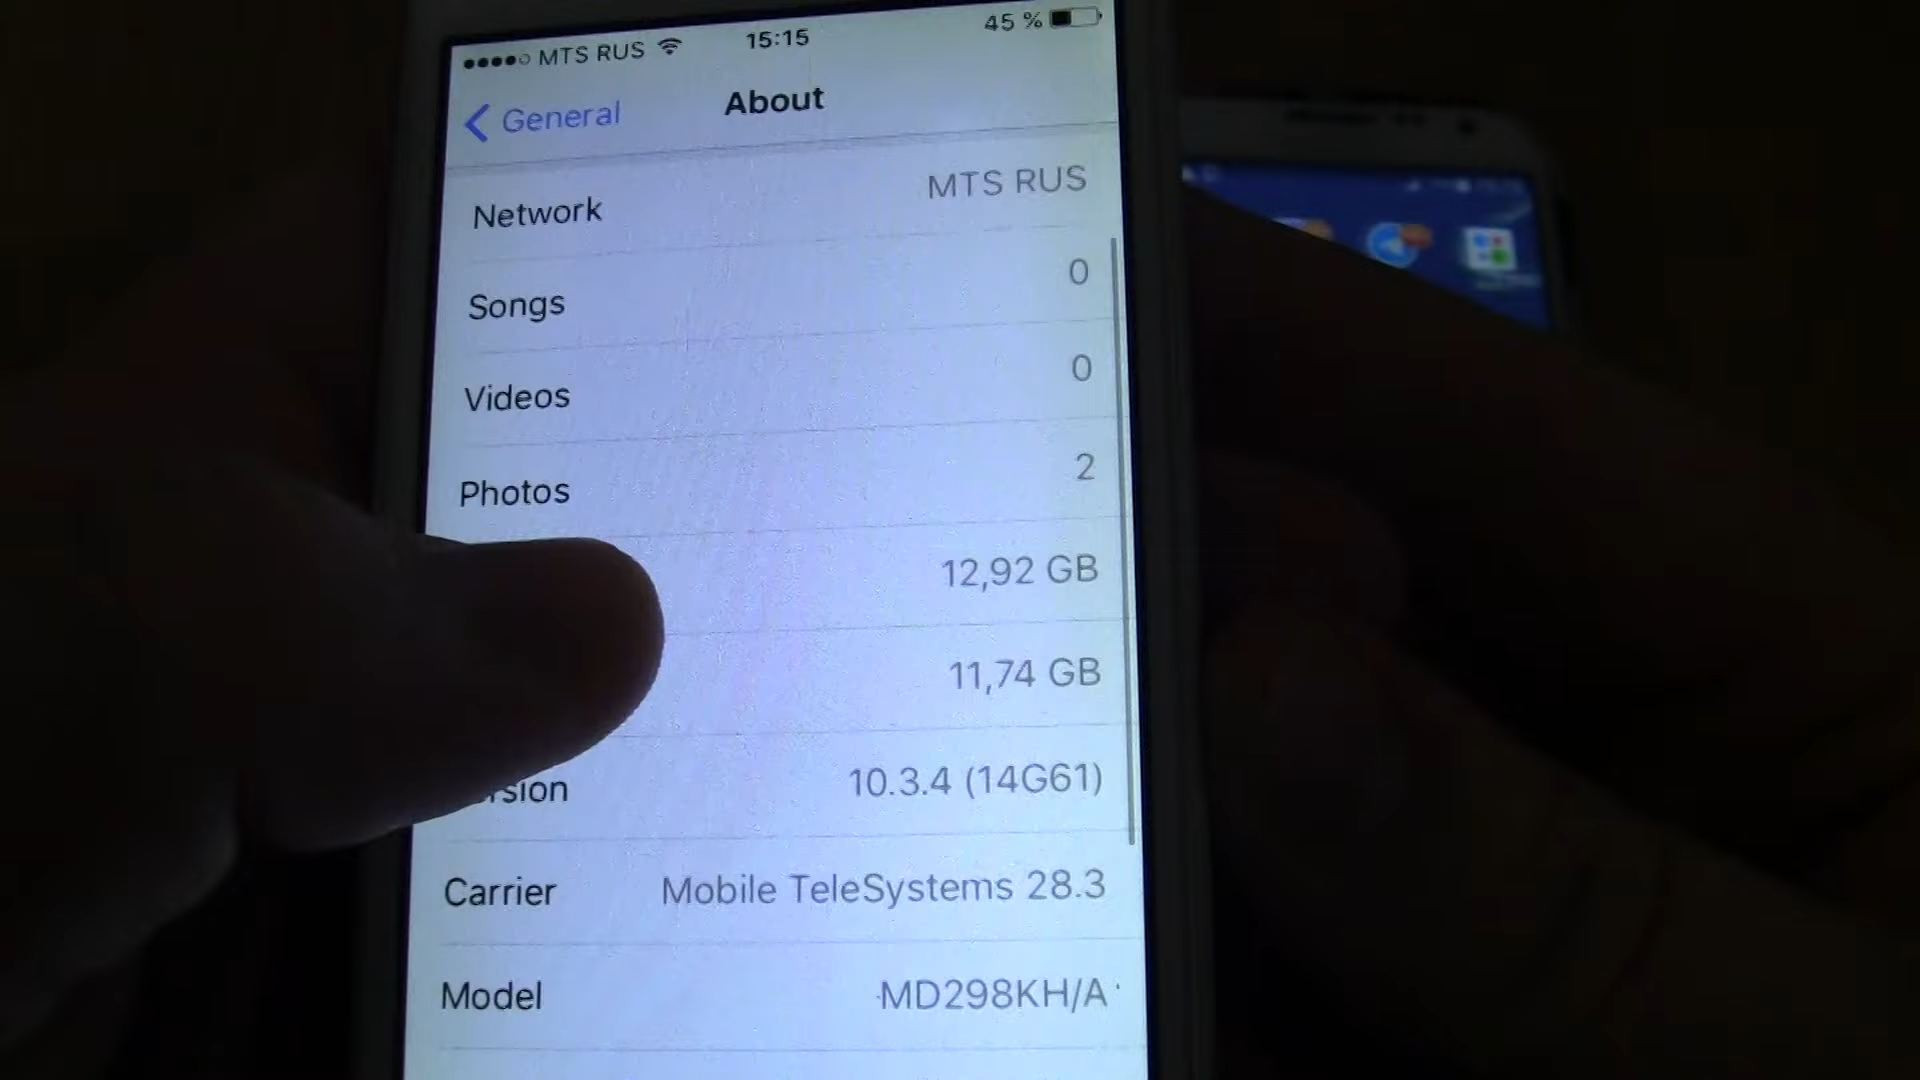 MTS RUS 15:15 45 %
General About
Network MTS RUS
Songs 0
Videos 0
Photos 2
12,92 GB
11,74 GB
rsion 10.3.4 (14G61)
Carrier Mobile TeleSystems 28.3
Model MD298KH/A